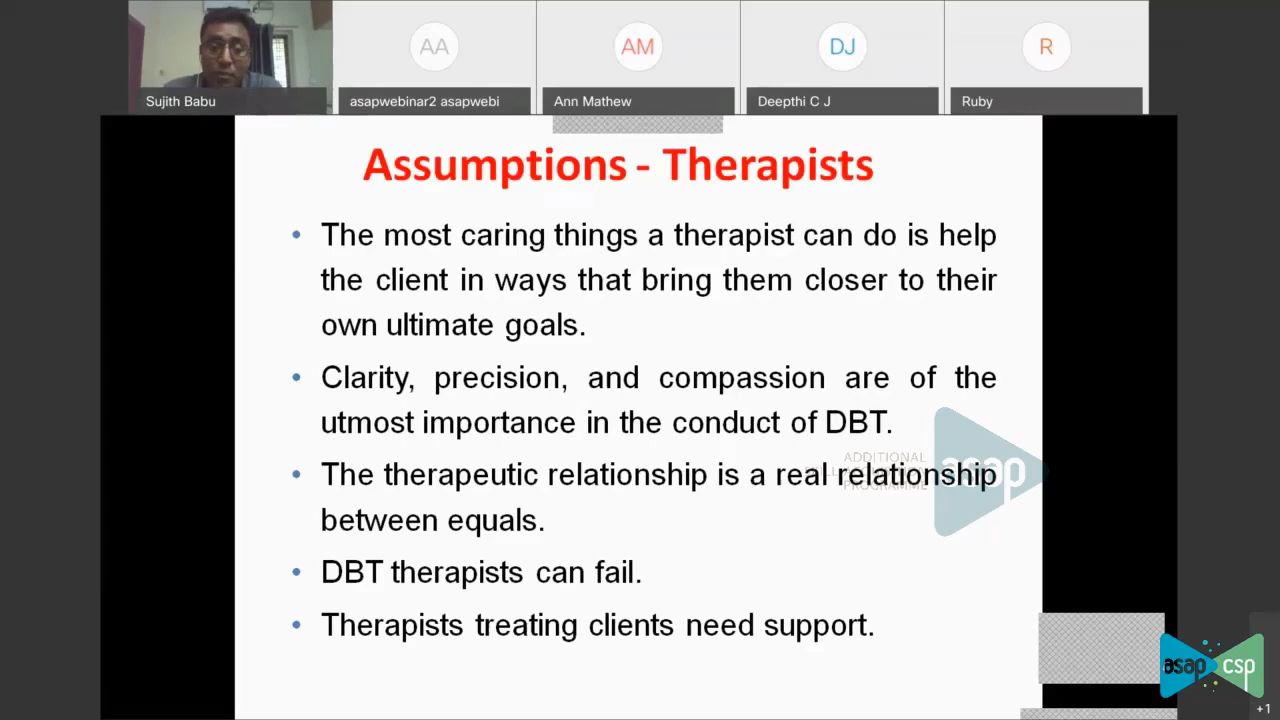 AA
AM
DJ
R
Sujith Babu
asapwebinar2 asapwebi
Ann Mathew
Deepthi C J
Ruby
Assumptions - Therapists
• The most caring things a therapist can do is help
the client in ways that bring them closer to their
own ultimate goals.
• Clarity, precision, and compassion are of the
utmost importance in the conduct of DBT.
• The therapeutic relationship is a real relationship
between equals.
• DBT therapists can fail.
• Therapists treating clients need support.
ADDITIONAL
PROGRAMME
asap
asap csp
+1